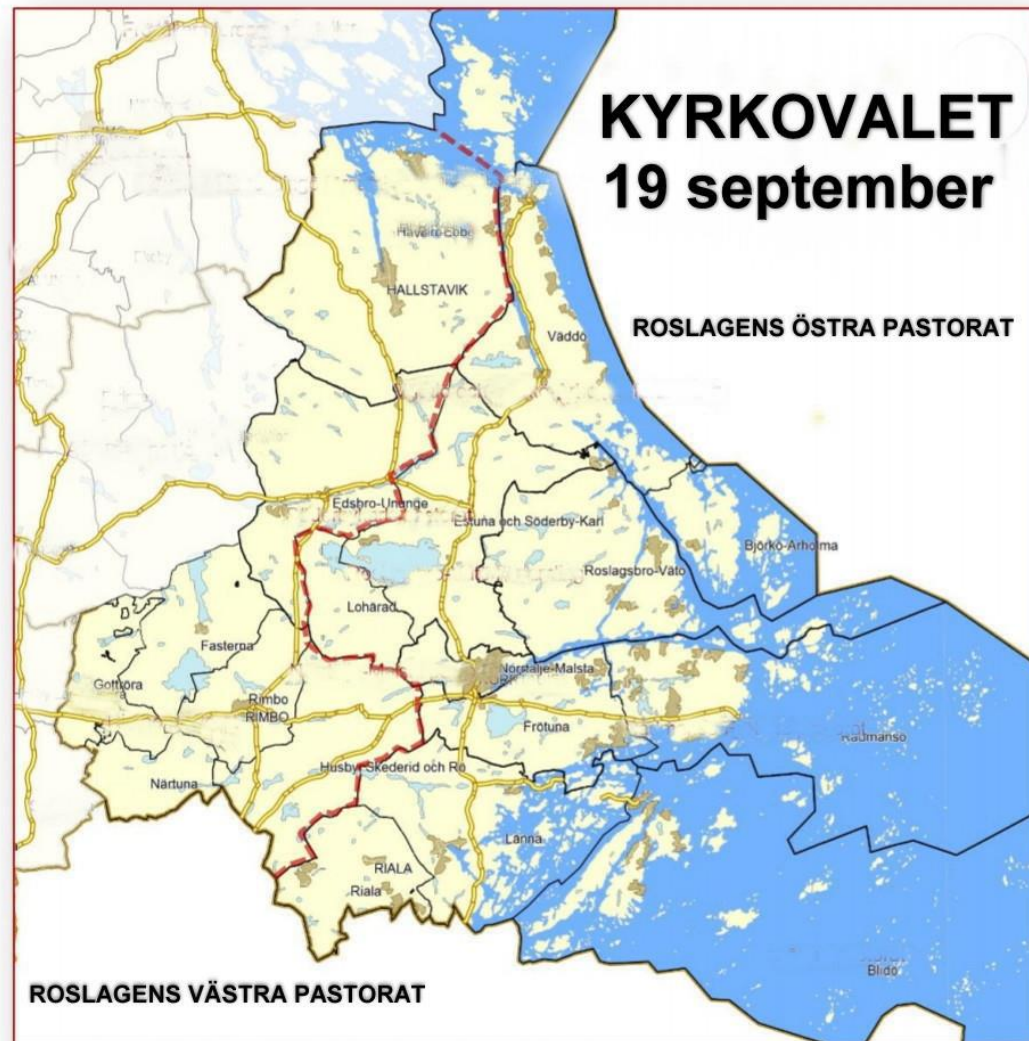 KYRKOVALET
19 september
HALLSTAVIK
ROSLAGENS ÖSTRA PASTORAT
Väddö
Edsbro-Ununge
Estuna och Söderby-Karl
Björkö-Arholma
Roslagsbro-Vätö
Lohärad
Fasterna
Norrtälje-Malsta
Gottröra
Rimbo
RIMBO
Frötuna
Rådmansö
Husby, Skederid och Rö
Närtuna
Länna
RIALA
Riala
Blidö
ROSLAGENS VÄSTRA PASTORAT